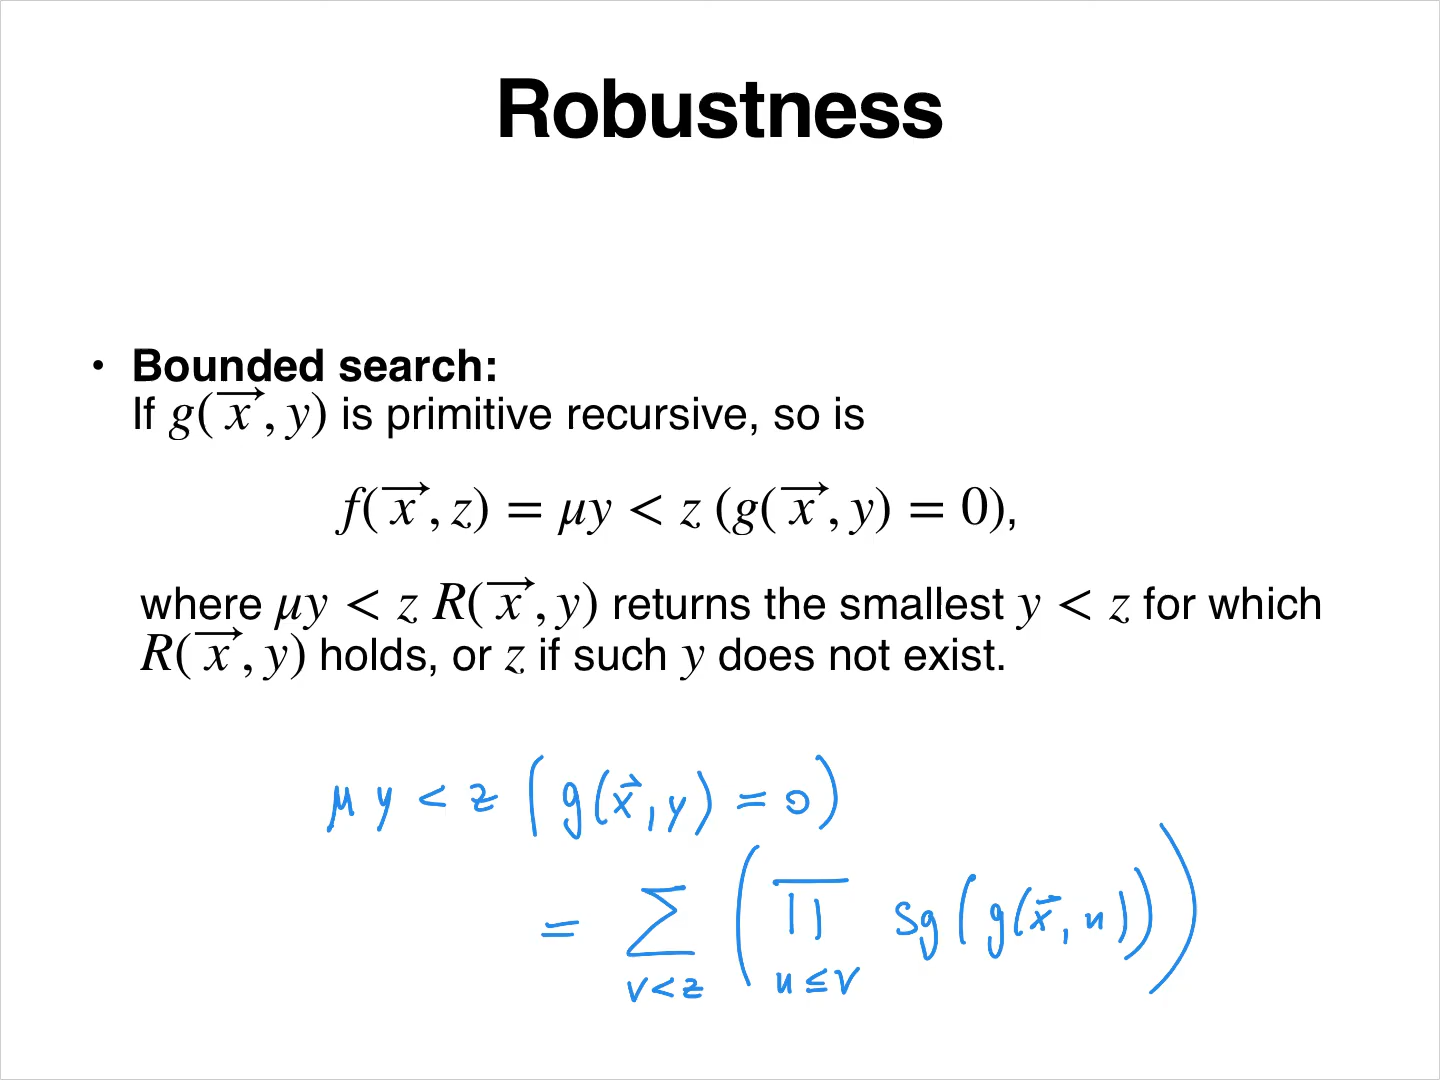 Robustness
• Bounded search:
If g(x⃗, y) is primitive recursive, so is
f(x⃗, z) = μy < z (g(x⃗, y) = 0),
where μy < z R(x⃗, y) returns the smallest y < z for which
R(x⃗, y) holds, or z if such y does not exist.
μ y < z (g(x⃗, y) = 0)
= ∑_{v<z} (∏_{u≤v} sg(g(x⃗, u)))